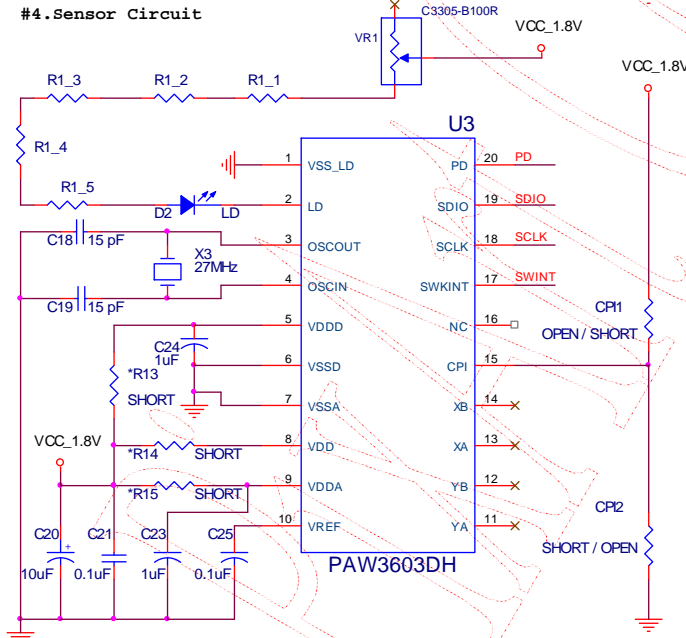 #4.Sensor Circuit
C3305-B100R
VR1
VCC_1.8V
VCC_1.8V
R1_3
R1_2
R1_1
R1_4
R1_5
D2
LD
U3
1
VSS_LD
2
LD
3
OSCOUT
4
OSCIN
5
VDDD
6
VSSD
7
VSSA
8
VDD
9
VDDA
10
VREF
PD
20
PD
SDIO
19
SDIO
SCLK
18
SCLK
SWKINT
17
SWINT
NC
16
CPI
15
XB
14
XA
13
YB
12
YA
11
PAW3603DH
C18
15 pF
X3
27MHz
C19
15 pF
C24
1uF
*R13
SHORT
VCC_1.8V
*R14
SHORT
*R15
SHORT
C20
+
10uF
C21
0.1uF
C23
1uF
C25
0.1uF
CPI1
OPEN / SHORT
CPI2
SHORT / OPEN